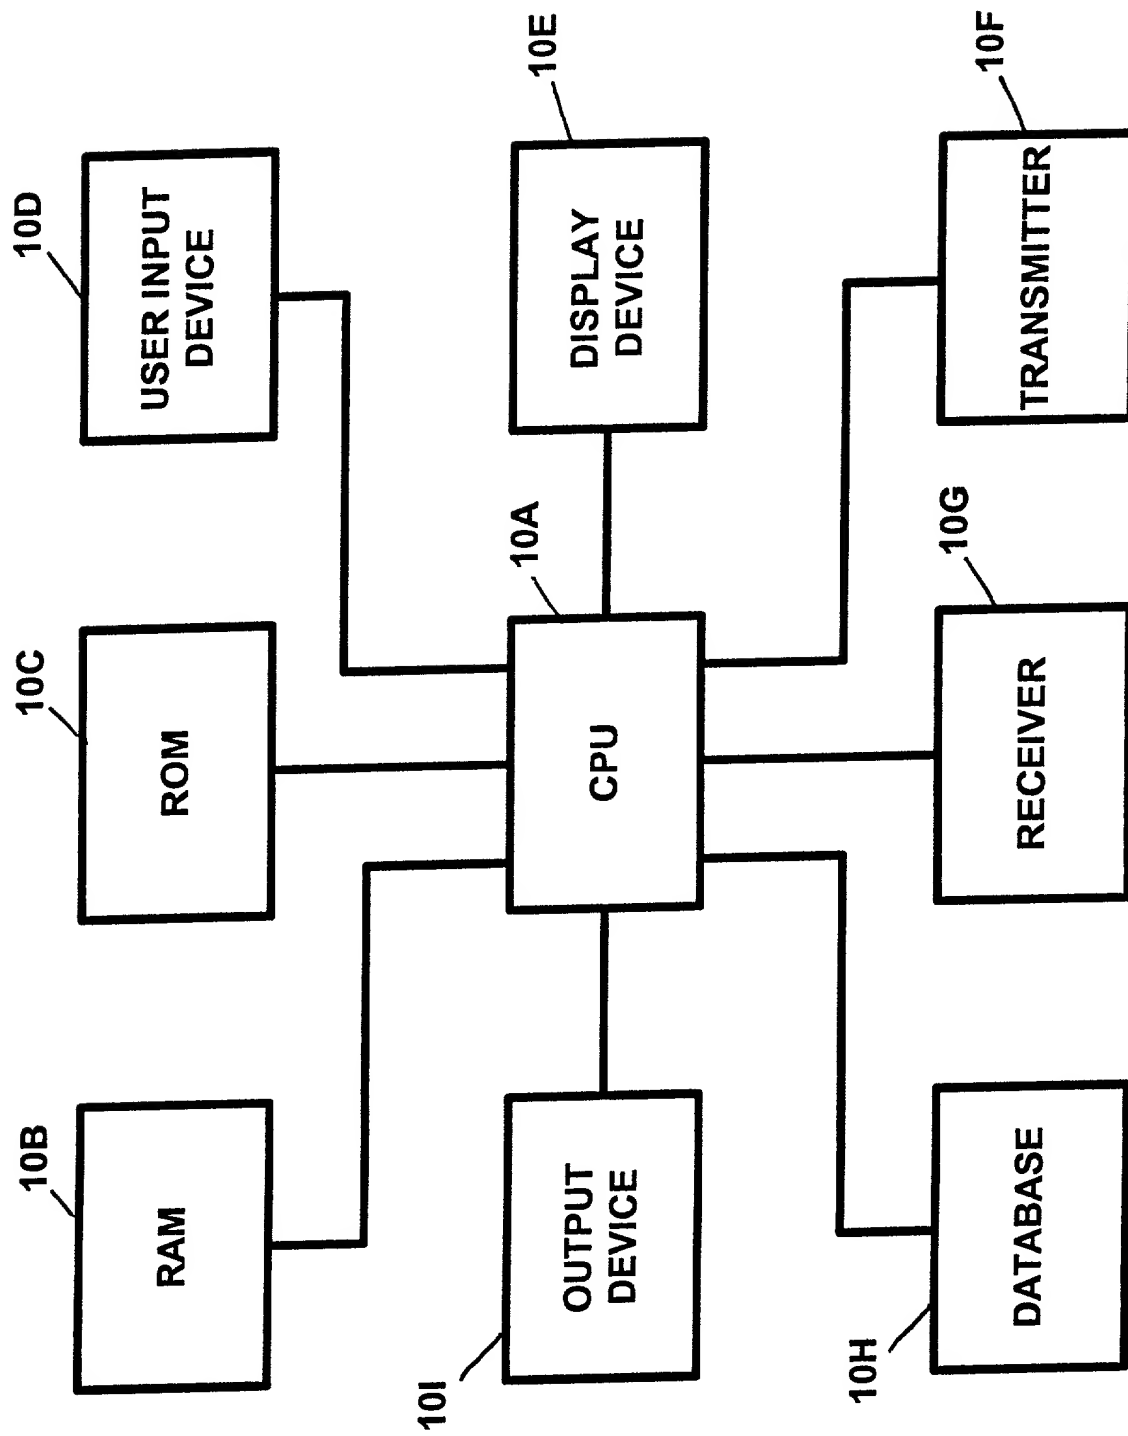 10B
RAM
10C
ROM
10D
USER INPUT
DEVICE
10I
OUTPUT
DEVICE
10A
CPU
10E
DISPLAY
DEVICE
10H
DATABASE
10G
RECEIVER
10F
TRANSMITTER